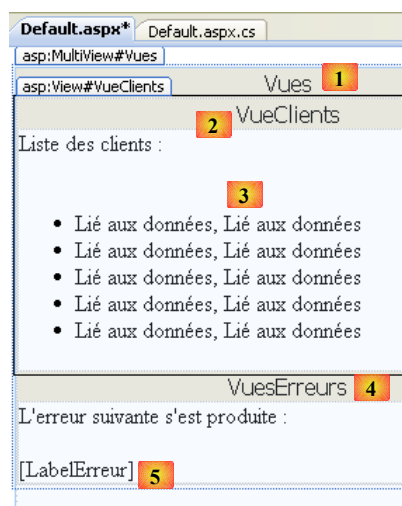 Default.aspx* Default.aspx.cs
asp:MultiView#Vues
asp:View#VueClients Vues 1
2 VueClients
Liste des clients :
3
• Lié aux données, Lié aux données
• Lié aux données, Lié aux données
• Lié aux données, Lié aux données
• Lié aux données, Lié aux données
• Lié aux données, Lié aux données
VuesErreurs 4
L'erreur suivante s'est produite :
[LabelErreur] 5